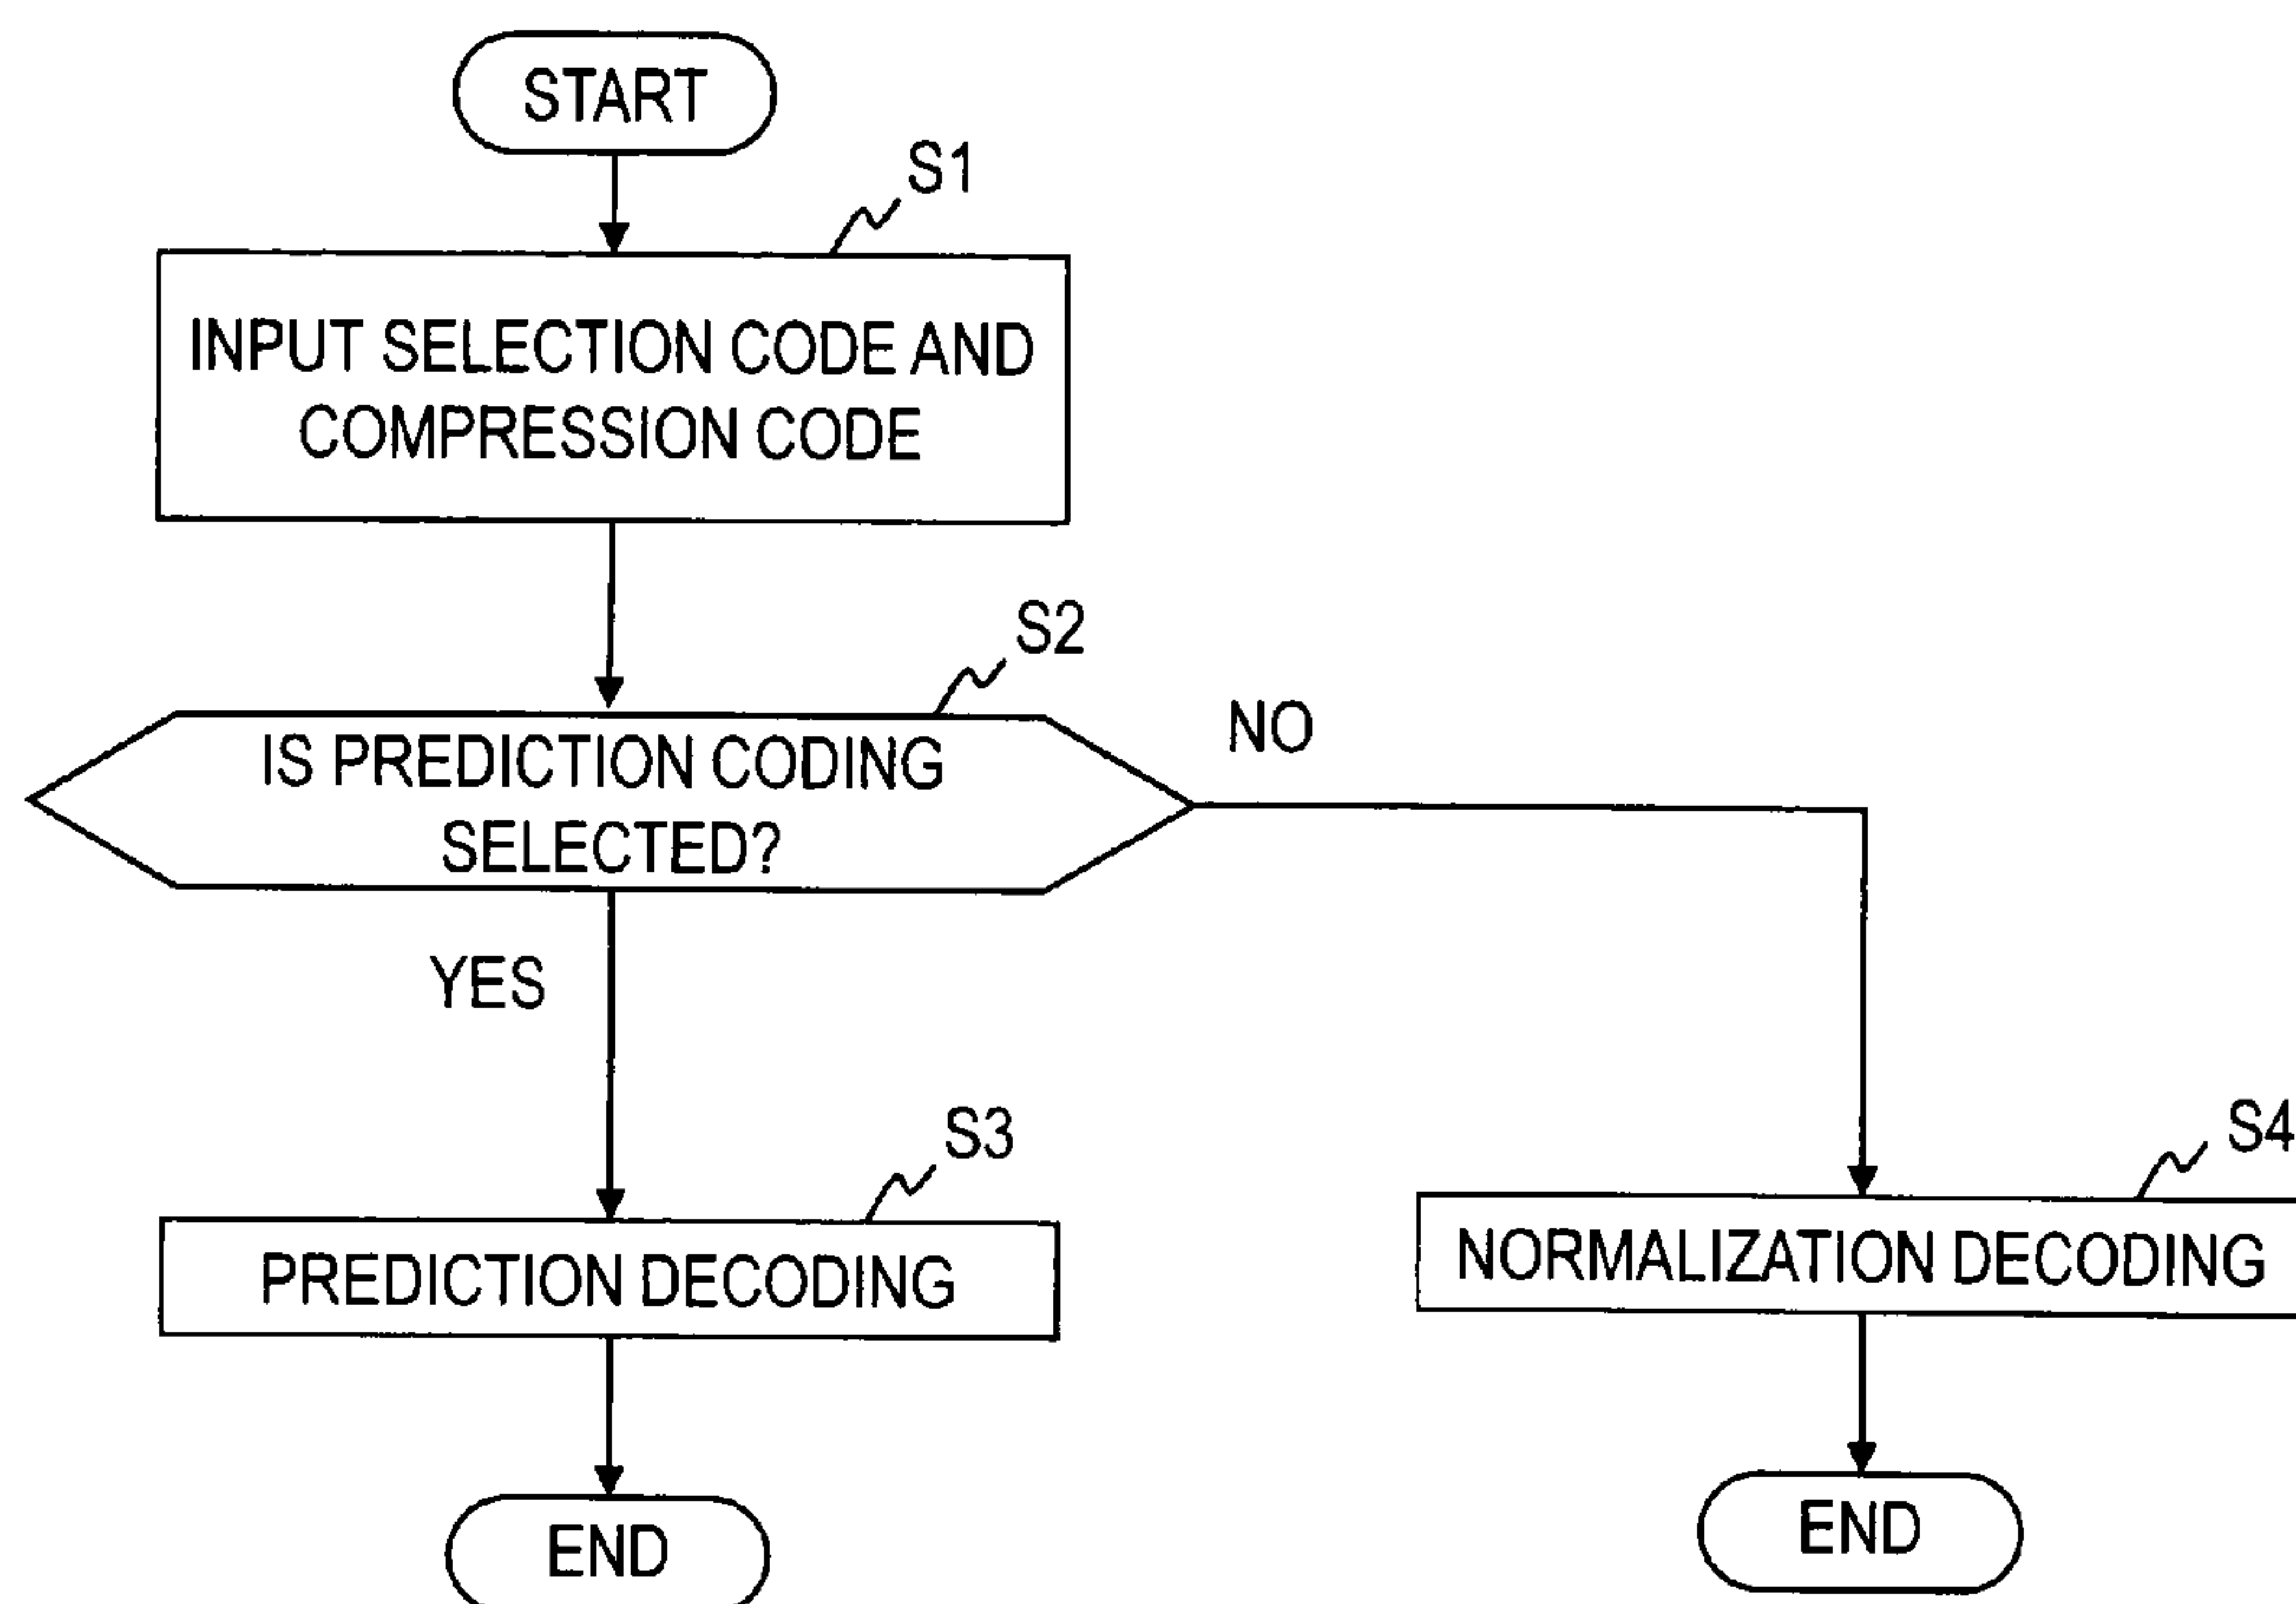 START
S1
INPUT SELECTION CODE AND
COMPRESSION CODE
S2
IS PREDICTION CODING
SELECTED?
NO
YES
S3
PREDICTION DECODING
S4
NORMALIZATION DECODING
END
END